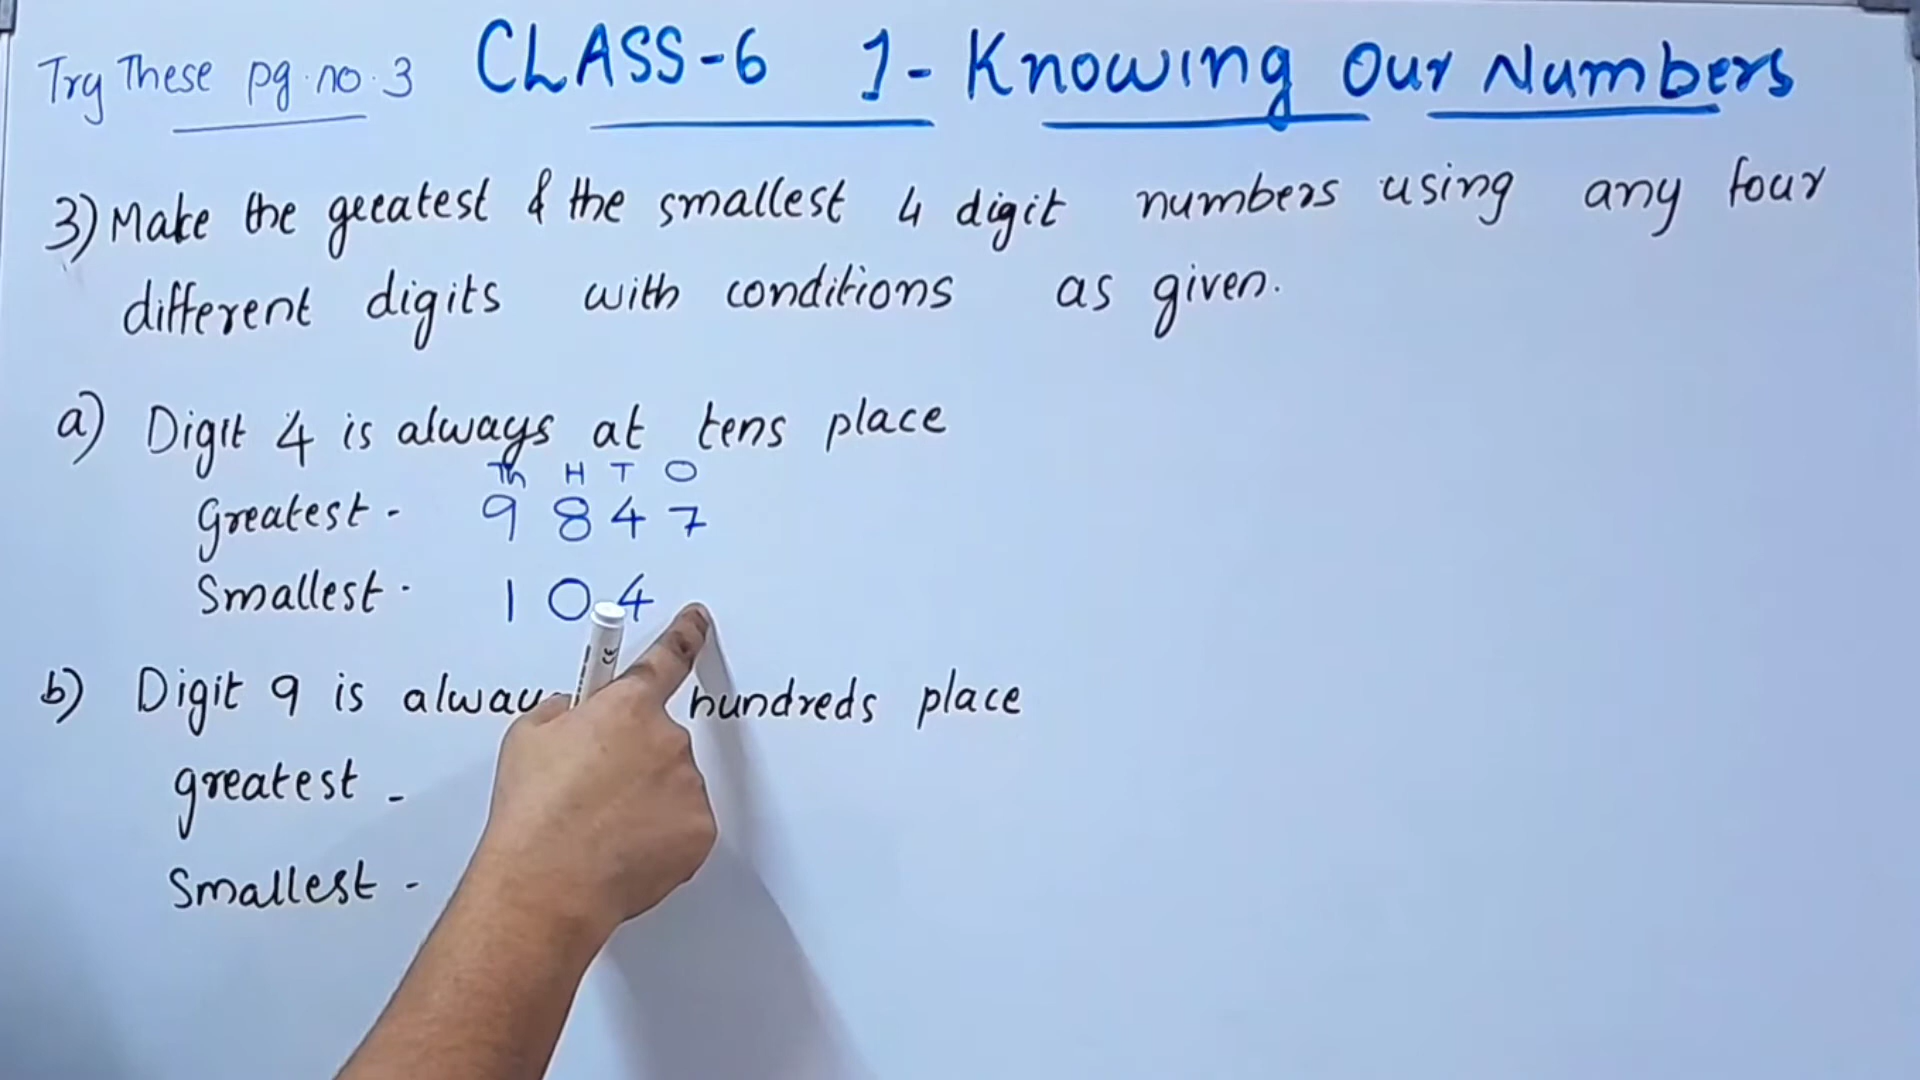 Try These pg.no.3 CLASS-6 1-Knowing Our Numbers
3) Make the greatest & the smallest 4 digit numbers using any four
different digits with conditions as given.
a) Digit 4 is always at tens place
Th H T O
Greatest - 9 8 4 7
Smallest - 1 0 4
b) Digit 9 is hundreds place
greatest -
Smallest -